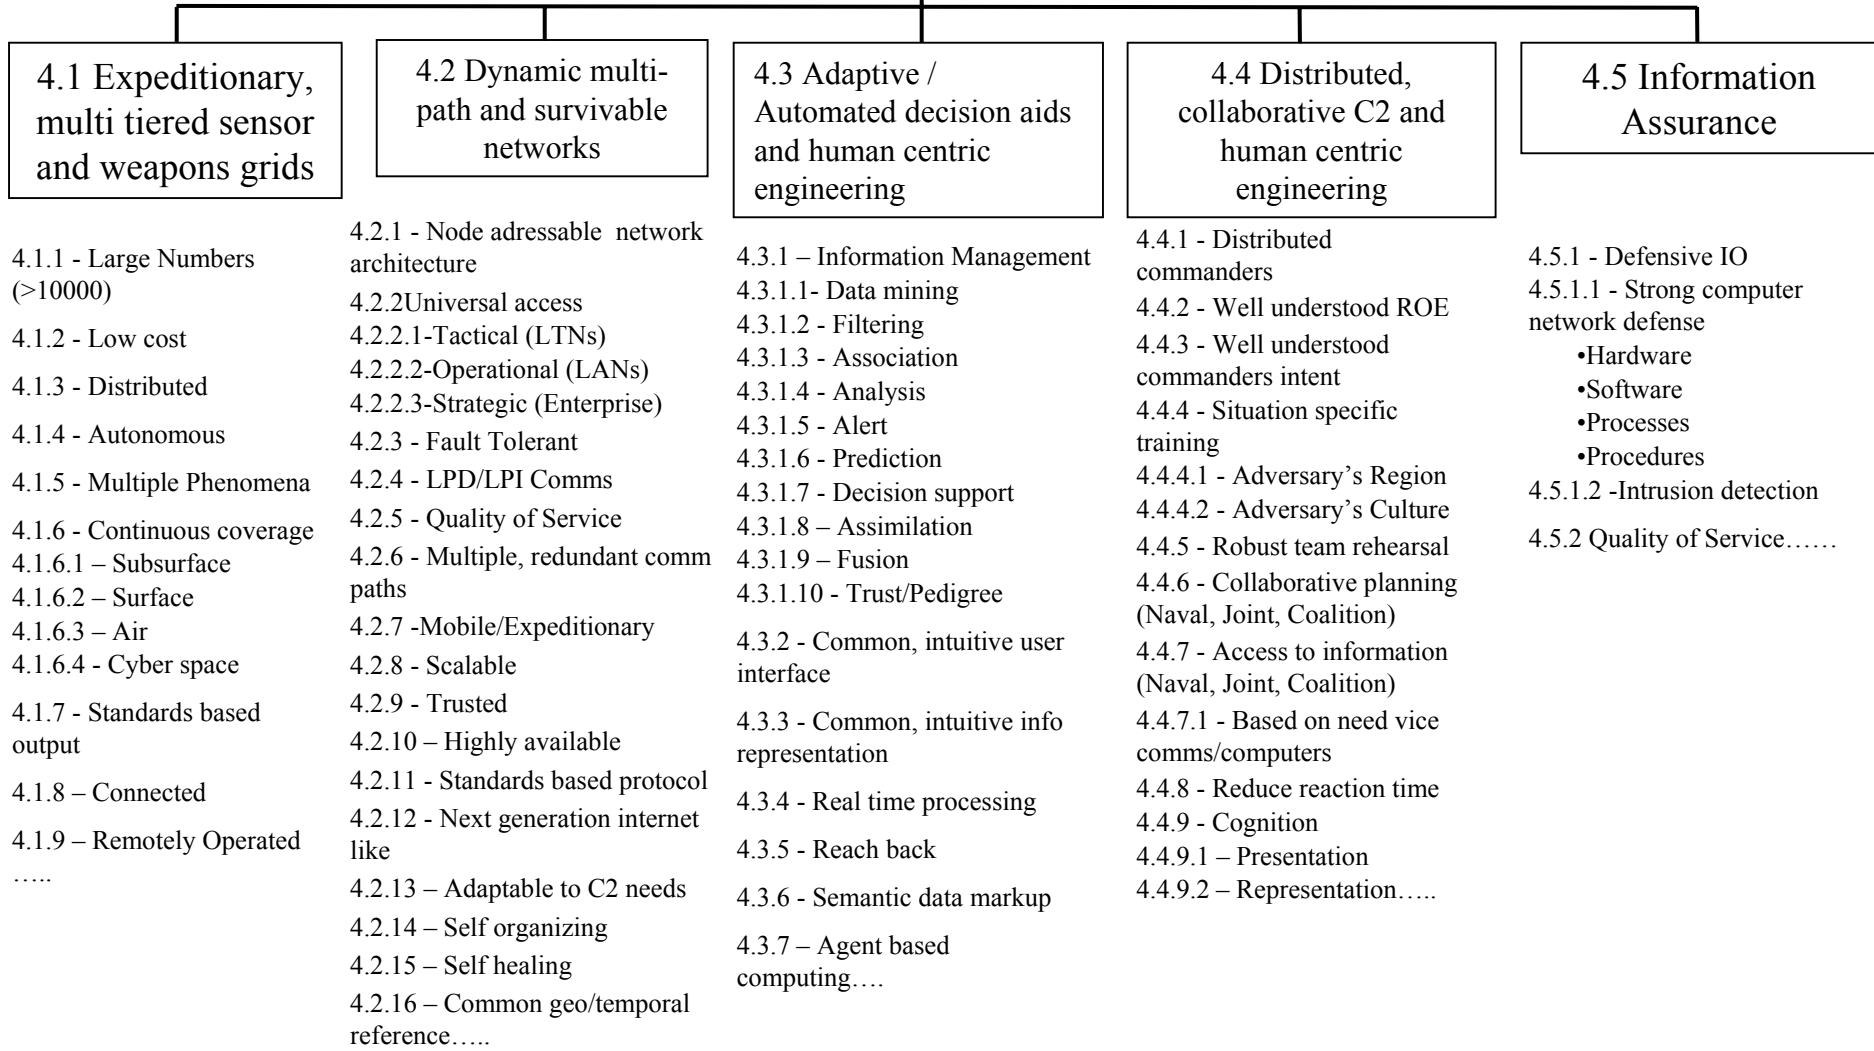 4.1 Expeditionary,
multi tiered sensor
and weapons grids
4.1.1 - Large Numbers
(>10000)
4.1.2 - Low cost
4.1.3 - Distributed
4.1.4 - Autonomous
4.1.5 - Multiple Phenomena
4.1.6 - Continuous coverage
4.1.6.1 – Subsurface
4.1.6.2 – Surface
4.1.6.3 – Air
4.1.6.4 - Cyber space
4.1.7 - Standards based
output
4.1.8 – Connected
4.1.9 – Remotely Operated
…..
4.2 Dynamic multi-
path and survivable
networks
4.2.1 - Node adressable  network
architecture
4.2.2Universal access
4.2.2.1-Tactical (LTNs)
4.2.2.2-Operational (LANs)
4.2.2.3-Strategic (Enterprise)
4.2.3 - Fault Tolerant
4.2.4 - LPD/LPI Comms
4.2.5 - Quality of Service
4.2.6 - Multiple, redundant comm
paths
4.2.7 -Mobile/Expeditionary
4.2.8 - Scalable
4.2.9 - Trusted
4.2.10 – Highly available
4.2.11 - Standards based protocol
4.2.12 - Next generation internet
like
4.2.13 – Adaptable to C2 needs
4.2.14 – Self organizing
4.2.15 – Self healing
4.2.16 – Common geo/temporal
reference…..
4.3 Adaptive /
Automated decision aids
and human centric
engineering
4.3.1 – Information Management
4.3.1.1- Data mining
4.3.1.2 - Filtering
4.3.1.3 - Association
4.3.1.4 - Analysis
4.3.1.5 - Alert
4.3.1.6 - Prediction
4.3.1.7 - Decision support
4.3.1.8 – Assimilation
4.3.1.9 – Fusion
4.3.1.10 - Trust/Pedigree
4.3.2 - Common, intuitive user
interface
4.3.3 - Common, intuitive info
representation
4.3.4 - Real time processing
4.3.5 - Reach back
4.3.6 - Semantic data markup
4.3.7 – Agent based
computing….
4.4 Distributed,
collaborative C2 and
human centric
engineering
4.4.1 - Distributed
commanders
4.4.2 - Well understood ROE
4.4.3 - Well understood
commanders intent
4.4.4 - Situation specific
training
4.4.4.1 - Adversary’s Region
4.4.4.2 - Adversary’s Culture
4.4.5 - Robust team rehearsal
4.4.6 - Collaborative planning
(Naval, Joint, Coalition)
4.4.7 - Access to information
(Naval, Joint, Coalition)
4.4.7.1 - Based on need vice
comms/computers
4.4.8 - Reduce reaction time
4.4.9 - Cognition
4.4.9.1 – Presentation
4.4.9.2 – Representation…..
4.5 Information
Assurance
4.5.1 - Defensive IO
4.5.1.1 - Strong computer
network defense
•Hardware
•Software
•Processes
•Procedures
4.5.1.2 -Intrusion detection
4.5.2 Quality of Service……